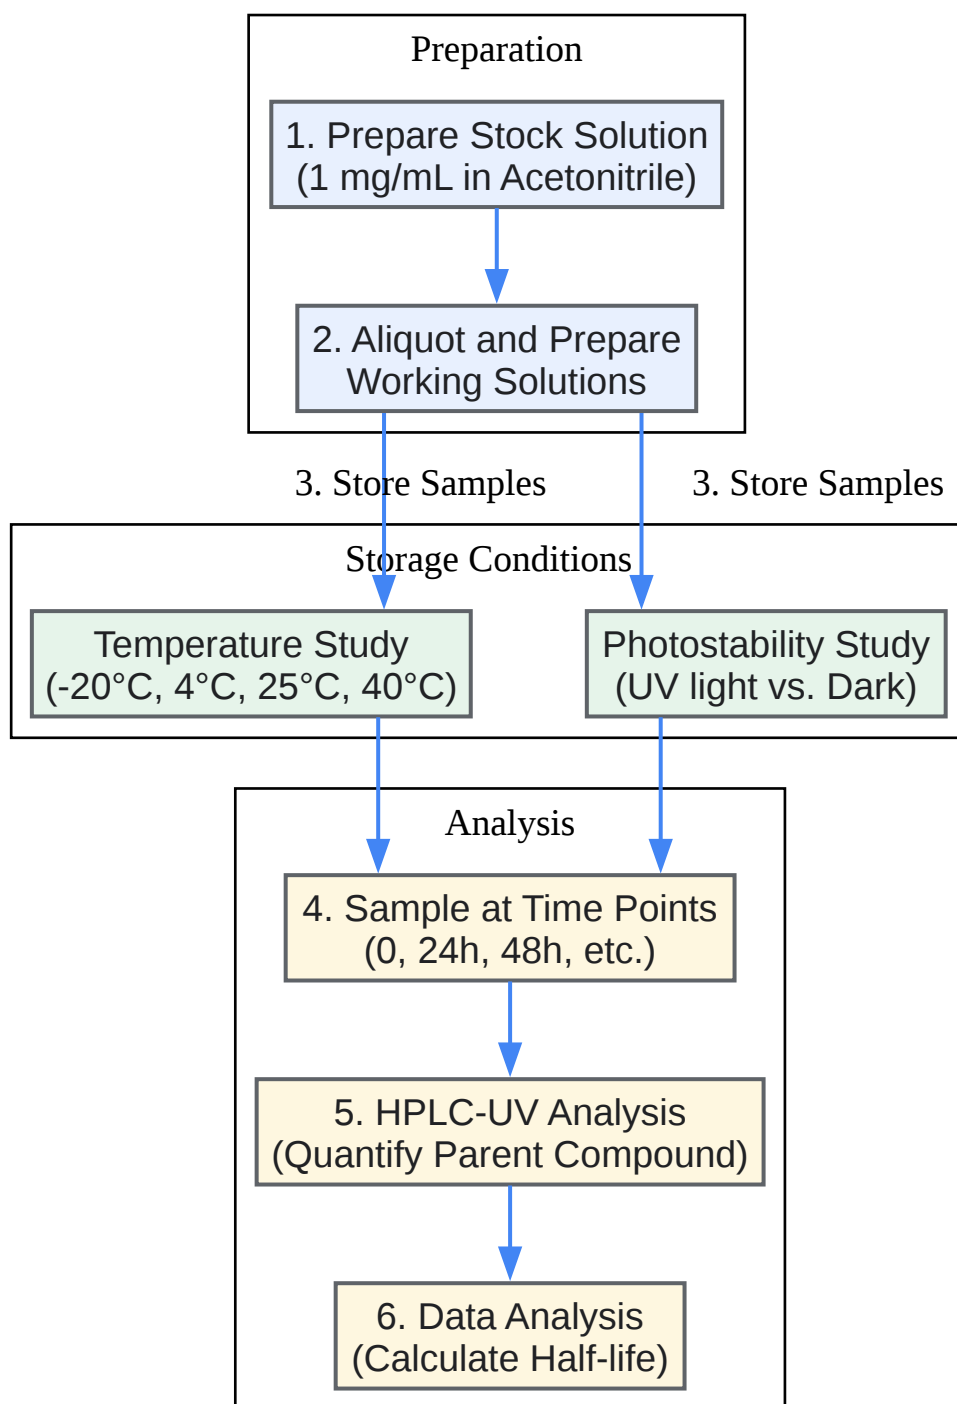 Preparation
1. Prepare Stock Solution
(1 mg/mL in Acetonitrile)
2. Aliquot and Prepare
Working Solutions
3. Store Samples
3. Store Samples
Storage Conditions
Temperature Study
(-20°C, 4°C, 25°C, 40°C)
Photostability Study
(UV light vs. Dark)
Analysis
4. Sample at Time Points
(0, 24h, 48h, etc.)
5. HPLC-UV Analysis
(Quantify Parent Compound)
6. Data Analysis
(Calculate Half-life)